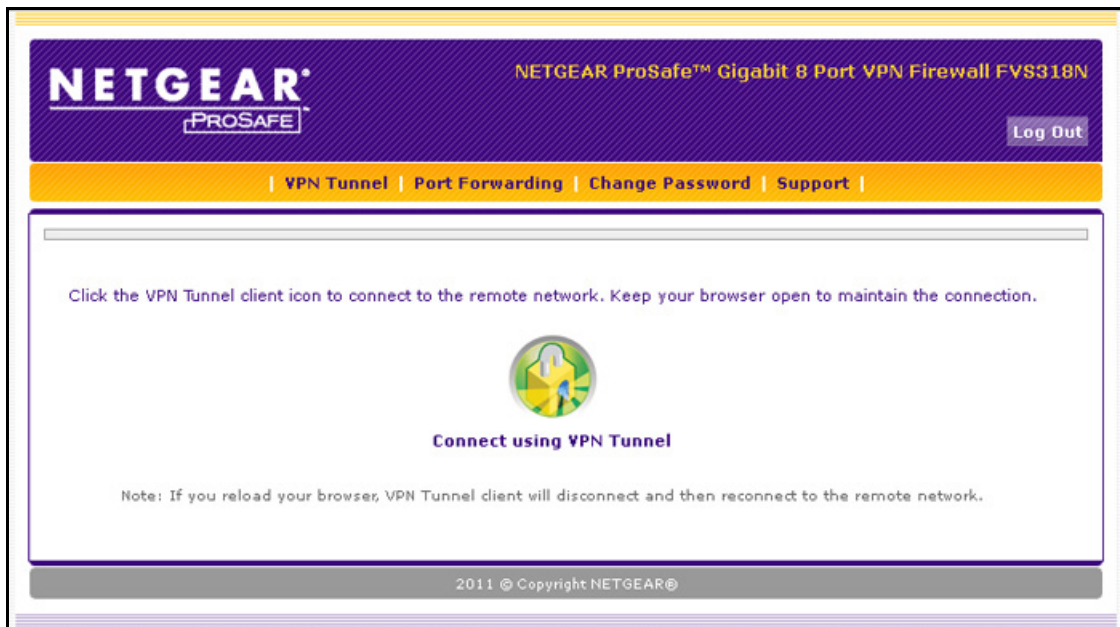 NETGEAR®
PROSAFE
NETGEAR ProSafe™ Gigabit 8 Port VPN Firewall FVS318N
Log Out
| VPN Tunnel | Port Forwarding | Change Password | Support |
Click the VPN Tunnel client icon to connect to the remote network. Keep your browser open to maintain the connection.
Connect using VPN Tunnel
Note: If you reload your browser, VPN Tunnel client will disconnect and then reconnect to the remote network.
2011 © Copyright NETGEAR®